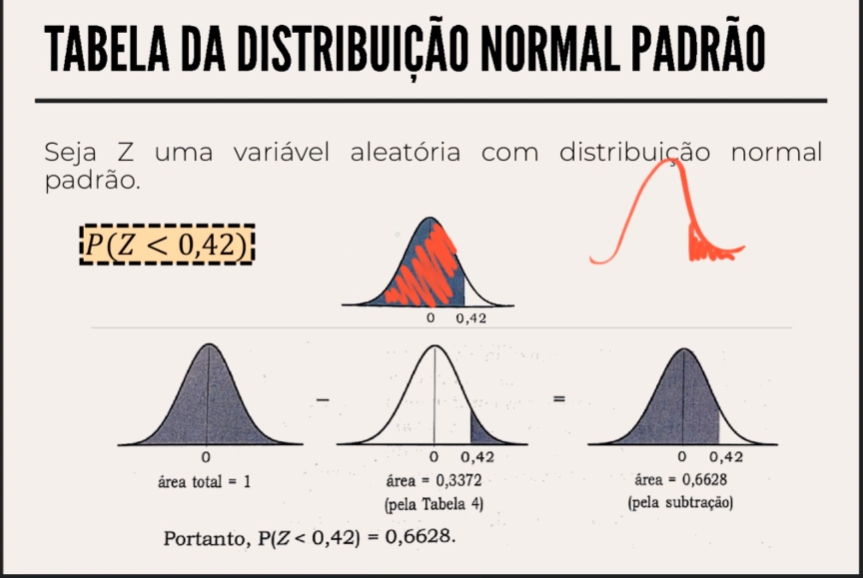 TABELA DA DISTRIBUIÇÃO NORMAL PADRÃO
Seja Z uma variável aleatória com distribuição normal
padrão.
P(Z < 0,42)
0 0,42
− =
0 0 0,42 0 0,42
área total = 1 área = 0,3372 área = 0,6628
(pela Tabela 4) (pela subtração)
Portanto, P(Z < 0,42) = 0,6628.